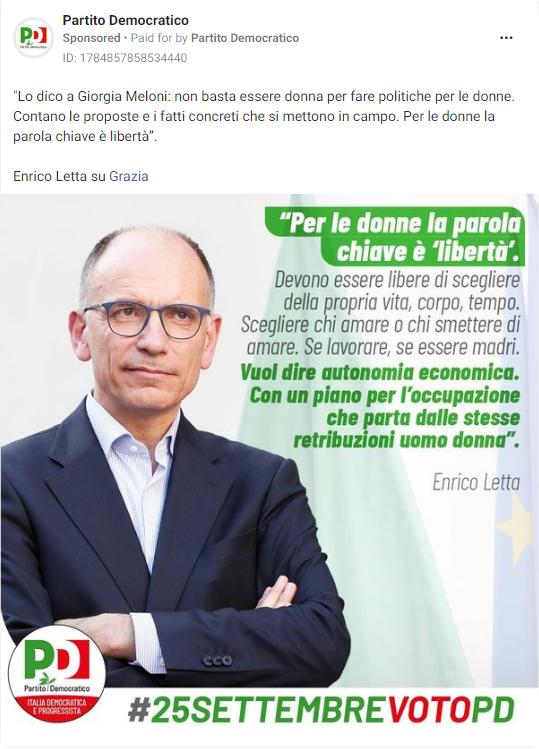 Partito Democratico
Sponsored • Paid for by Partito Democratico
ID: 1784857858534440
"Lo dico a Giorgia Meloni: non basta essere donna per fare politiche per le donne.
Contano le proposte e i fatti concreti che si mettono in campo. Per le donne la
parola chiave è libertà”.
Enrico Letta su Grazia
“Per le donne la parola
chiave è ‘libertà’.
Devono essere libere di scegliere
della propria vita, corpo, tempo.
Scegliere chi amare o chi smettere di
amare. Se lavorare, se essere madri.
Vuol dire autonomia economica.
Con un piano per l’occupazione
che parta dalle stesse
retribuzioni uomo donna”.
Enrico Letta
PD
Partito Democratico
ITALIA DEMOCRATICA
E PROGRESSISTA
#25SETTEMBREVOTOPD